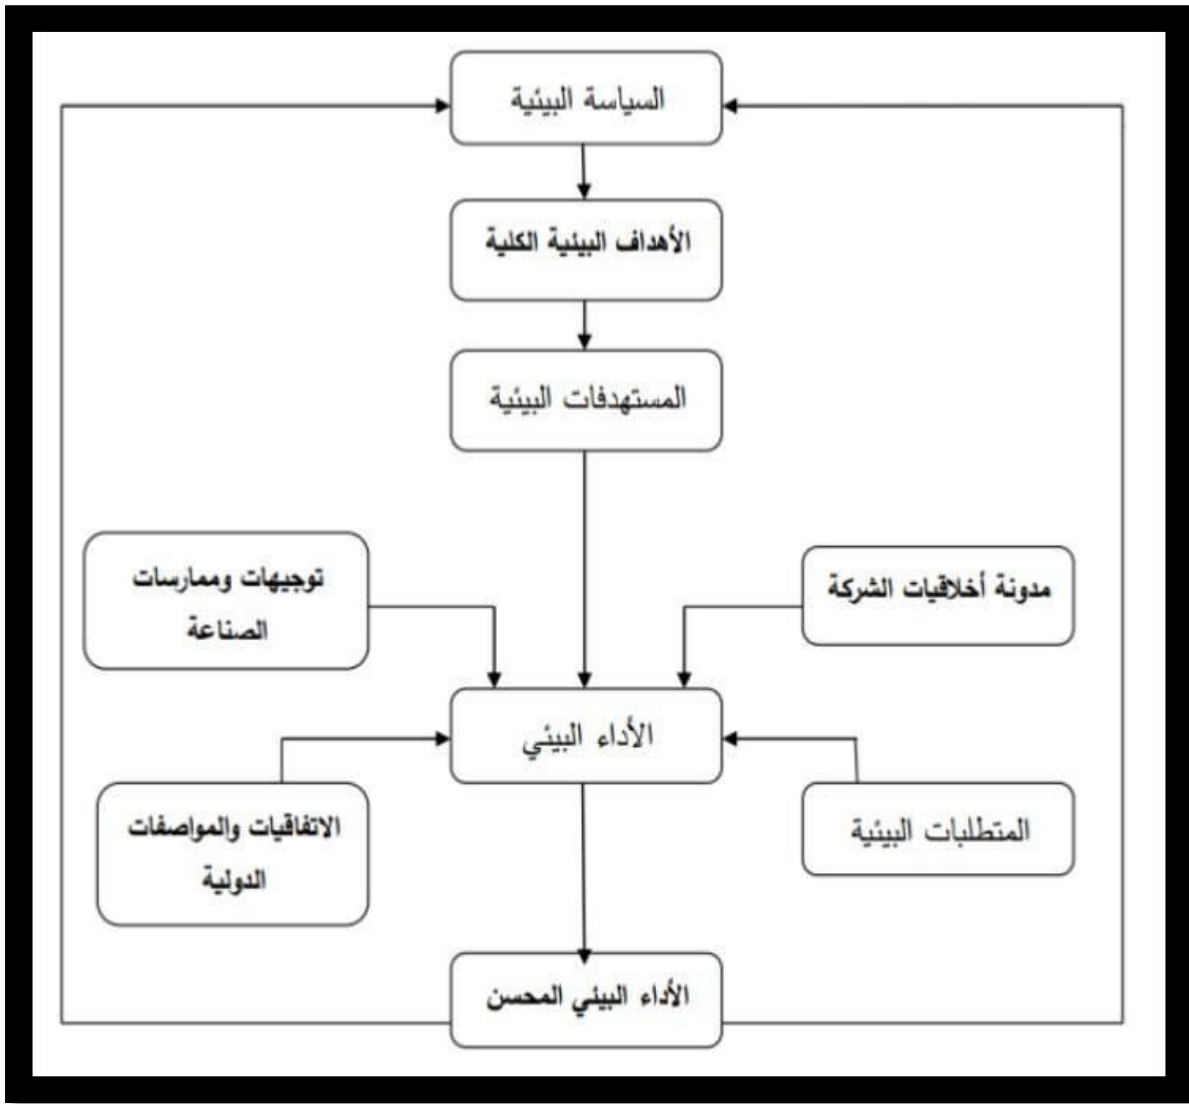 السياسة البيئية
الأهداف البيئية الكلية
المستهدفات البيئية
مدونة أخلاقيات الشركة
توجيهات وممارسات
الصناعة
الأداء البيئي
المتطلبات البيئية
الاتفاقيات والمواصفات
الدولية
الأداء البيئي المحسن